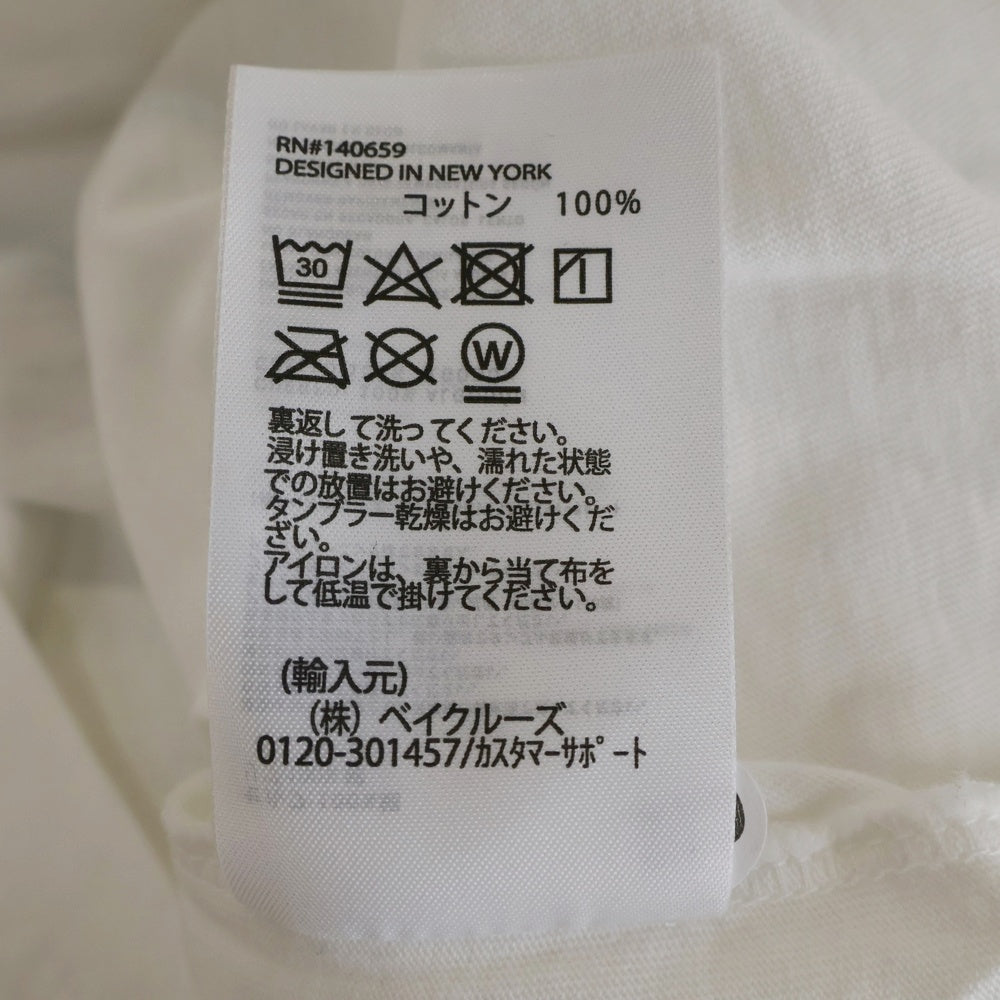 RN#140659
DESIGNED IN NEW YORK
コットン 100%
30
W
裏返して洗ってください。
浸け置き洗いや、濡れた状態
での放置はお避けください。
タンブラー乾燥はお避けくだ
さい。
アイロンは、裏から当て布を
して低温で掛けてください。
(輸入元)
(株) ベイクルーズ
0120-301457/カスタマーサポート